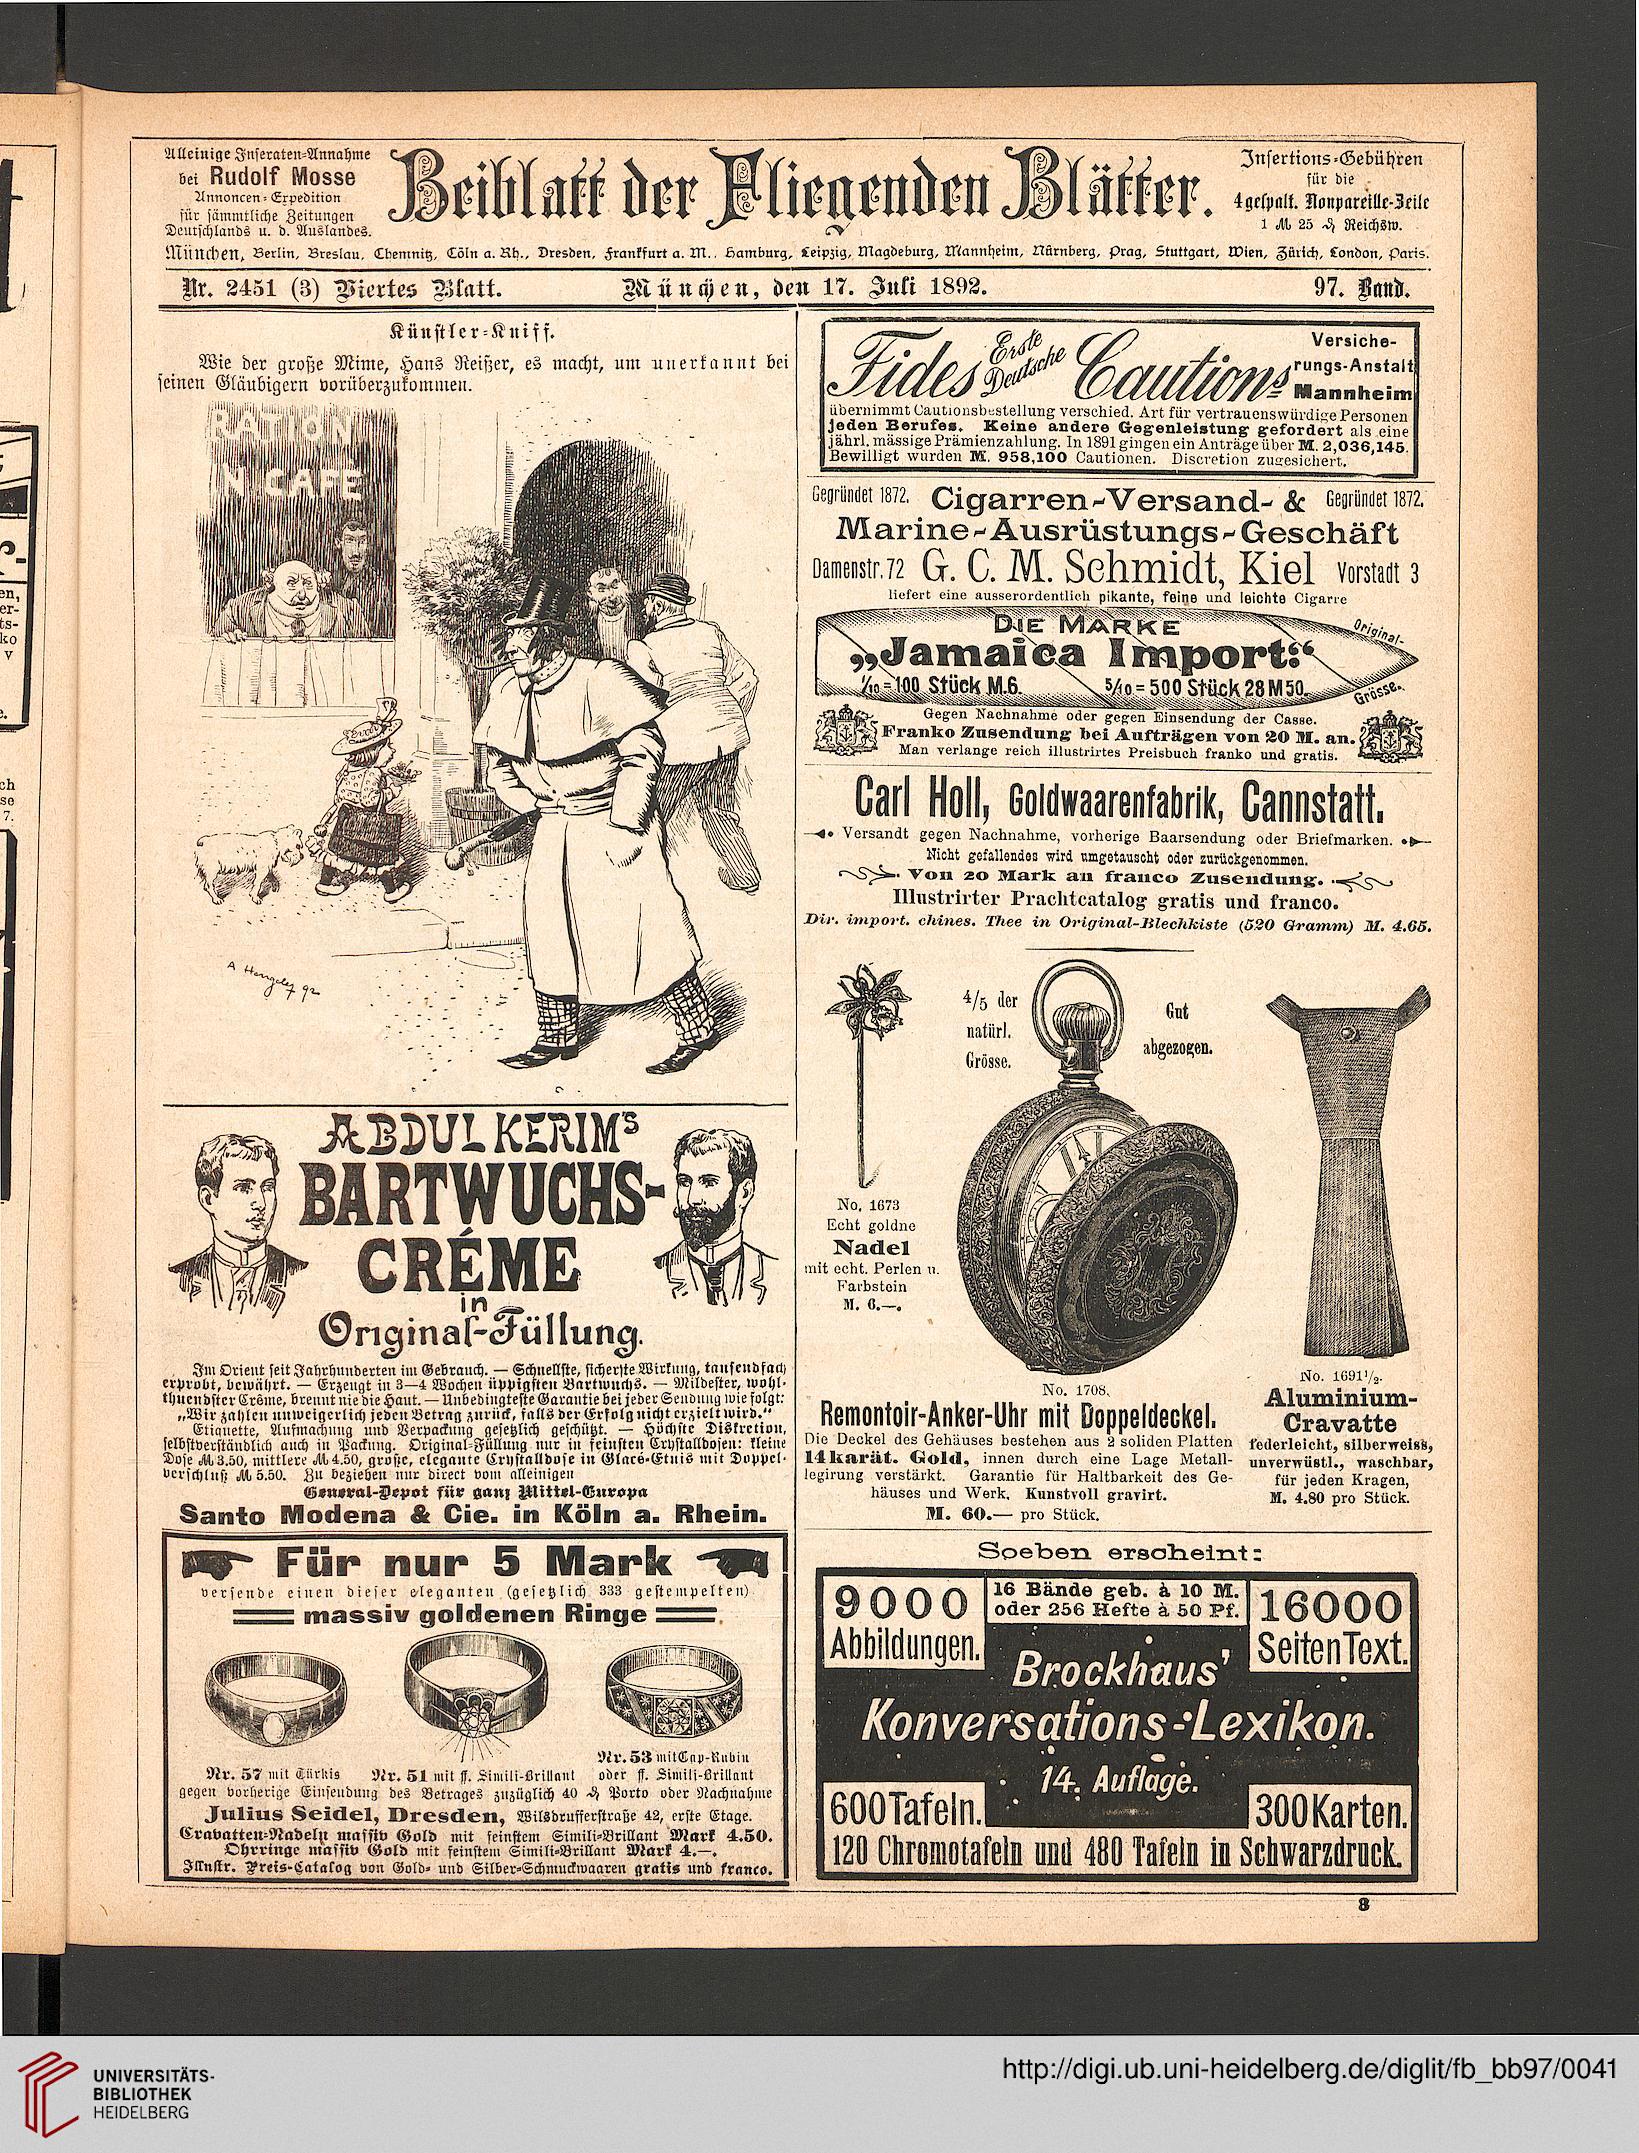 Alleinige Inseraten-Annahme
bei Rudolf Mosse
Annoncen-Expedition
für sämmtliche Zeitungen
Deutschlands u. d. Auslandes.
Beiblatt der Fliegenden Blätter.
Insertions-Gebühren
für die
4gespalt. Nonpareille-Zeile
1 ℳ 25 ₰ Reichsw.
München, Berlin, Breslau, Chemnitz, Cöln a. Rh., Dresden, Frankfurt a. M., Hamburg, Leipzig, Magdeburg, Mannheim, Nürnberg, Prag, Stuttgart, Wien, Zürich, London, Paris.
Nr. 2451 (3) Viertes Blatt. München, den 17. Juli 1892. 97. Band.
Künstler-Kniff.
Wie der große Mime, Hans Reißer, es macht, um unerkannt bei
seinen Gläubigern vorüberzukommen.
RATION
N CAFE
A Hengeler 92
ABDUL KERIM'S
BARTWUCHS-
CRÉME
in
Original-Füllung.
Im Orient seit Jahrhunderten im Gebrauch. — Schnellste, sicherste Wirkung, tausendfach
erprobt, bewährt. — Erzeugt in 3—4 Wochen üppigsten Bartwuchs. — Mildester, wohl-
thuendster Crême, brennt nie die Haut. — Unbedingteste Garantie bei jeder Sendung wie folgt:
„Wir zahlen unweigerlich jeden Betrag zurück, falls der Erfolg nicht erzielt wird.“
Etiquette, Aufmachung und Verpackung gesetzlich geschützt. — Höchste Diskretion,
selbstverständlich auch in Packung. Original-Füllung nur in feinsten Crystalldosen: kleine
Dose ℳ 3.50, mittlere ℳ 4.50, große, elegante Crystalldose in Glacé-Etuis mit Doppel-
verschluß ℳ 5.50. Zu beziehen nur direct vom alleinigen
General-Depot für ganz Mittel-Europa
Santo Modena & Cie. in Köln a. Rhein.
Für nur 5 Mark
versende einen dieser eleganten (gesetzlich 333 gestempelten)
massiv goldenen Ringe
Nr. 53 mit Cap-Rubin
Nr. 57 mit Türkis Nr. 51 mit ff. Simili-Brillant oder ff. Simili-Brillant
gegen vorherige Einsendung des Betrages zuzüglich 40 ₰ Porto oder Nachnahme
Julius Seidel, Dresden, Wilsdrufferstraße 42, erste Etage.
Cravatten-Nadeln massiv Gold mit feinstem Simili-Brillant Mark 4.50.
Ohrringe massiv Gold mit feinstem Simili-Brillant Mark 4.—.
Illustr. Preis-Catalog von Gold- und Silber-Schmuckwaaren gratis und franco.
Fides Erste Deutsche Cautions-
Versiche-
rungs-Anstalt
Mannheim
übernimmt Cautionsbestellung verschied. Art für vertrauenswürdige Personen
jeden Berufes. Keine andere Gegenleistung gefordert als eine
jährl. mässige Prämienzahlung. In 1891 gingen ein Anträge über M. 2,036,145.
Bewilligt wurden M. 958,100 Cautionen. Discretion zugesichert.
Gegründet 1872. Cigarren-Versand- & Gegründet 1872.
Marine-Ausrüstungs-Geschäft
Damenstr. 72 G. C. M. Schmidt, Kiel Vorstadt 3
liefert eine ausserordentlich pikante, feine und leichte Cigarre
DIE MARKE
„Jamaica Import“
1/10 = 100 Stück M.6. 5/10 = 500 Stück 28 M 50.
Original-
Grösse.
Gegen Nachnahme oder gegen Einsendung der Casse.
Franko Zusendung bei Aufträgen von 20 M. an.
Man verlange reich illustrirtes Preisbuch franko und gratis.
Carl Holl, Goldwaarenfabrik, Cannstatt.
Versandt gegen Nachnahme, vorherige Baarsendung oder Briefmarken.
Nicht gefallendes wird umgetauscht oder zurückgenommen.
Von 20 Mark an franco Zusendung.
Illustrirter Prachtcatalog gratis und franco.
Dir. import. chines. Thee in Original-Blechkiste (520 Gramm) M. 4.65.
4/5 der
natürl.
Grösse.
Gut
abgezogen.
No. 1673
Echt goldne
Nadel
mit echt. Perlen u.
Farbstein
M. 6.—.
No. 1708.
Remontoir-Anker-Uhr mit Doppeldeckel.
Die Deckel des Gehäuses bestehen aus 2 soliden Platten
14karät. Gold, innen durch eine Lage Metall-
legirung verstärkt. Garantie für Haltbarkeit des Ge-
häuses und Werk. Kunstvoll gravirt.
M. 60.— pro Stück.
No. 1691½.
Aluminium-
Cravatte
federleicht, silberweiss,
unverwüstl., waschbar,
für jeden Kragen,
M. 4.80 pro Stück.
Soeben erscheint:
9000
Abbildungen.
16 Bände geb. à 10 M.
oder 256 Hefte à 50 Pf.
16000
Seiten Text.
Brockhaus'
Konversations-Lexikon.
14. Auflage.
600 Tafeln.
300 Karten.
120 Chromotafeln und 480 Tafeln in Schwarzdruck.
8
UNIVERSITÄTS-
BIBLIOTHEK
HEIDELBERG
http://digi.ub.uni-heidelberg.de/diglit/fb_bb97/0041